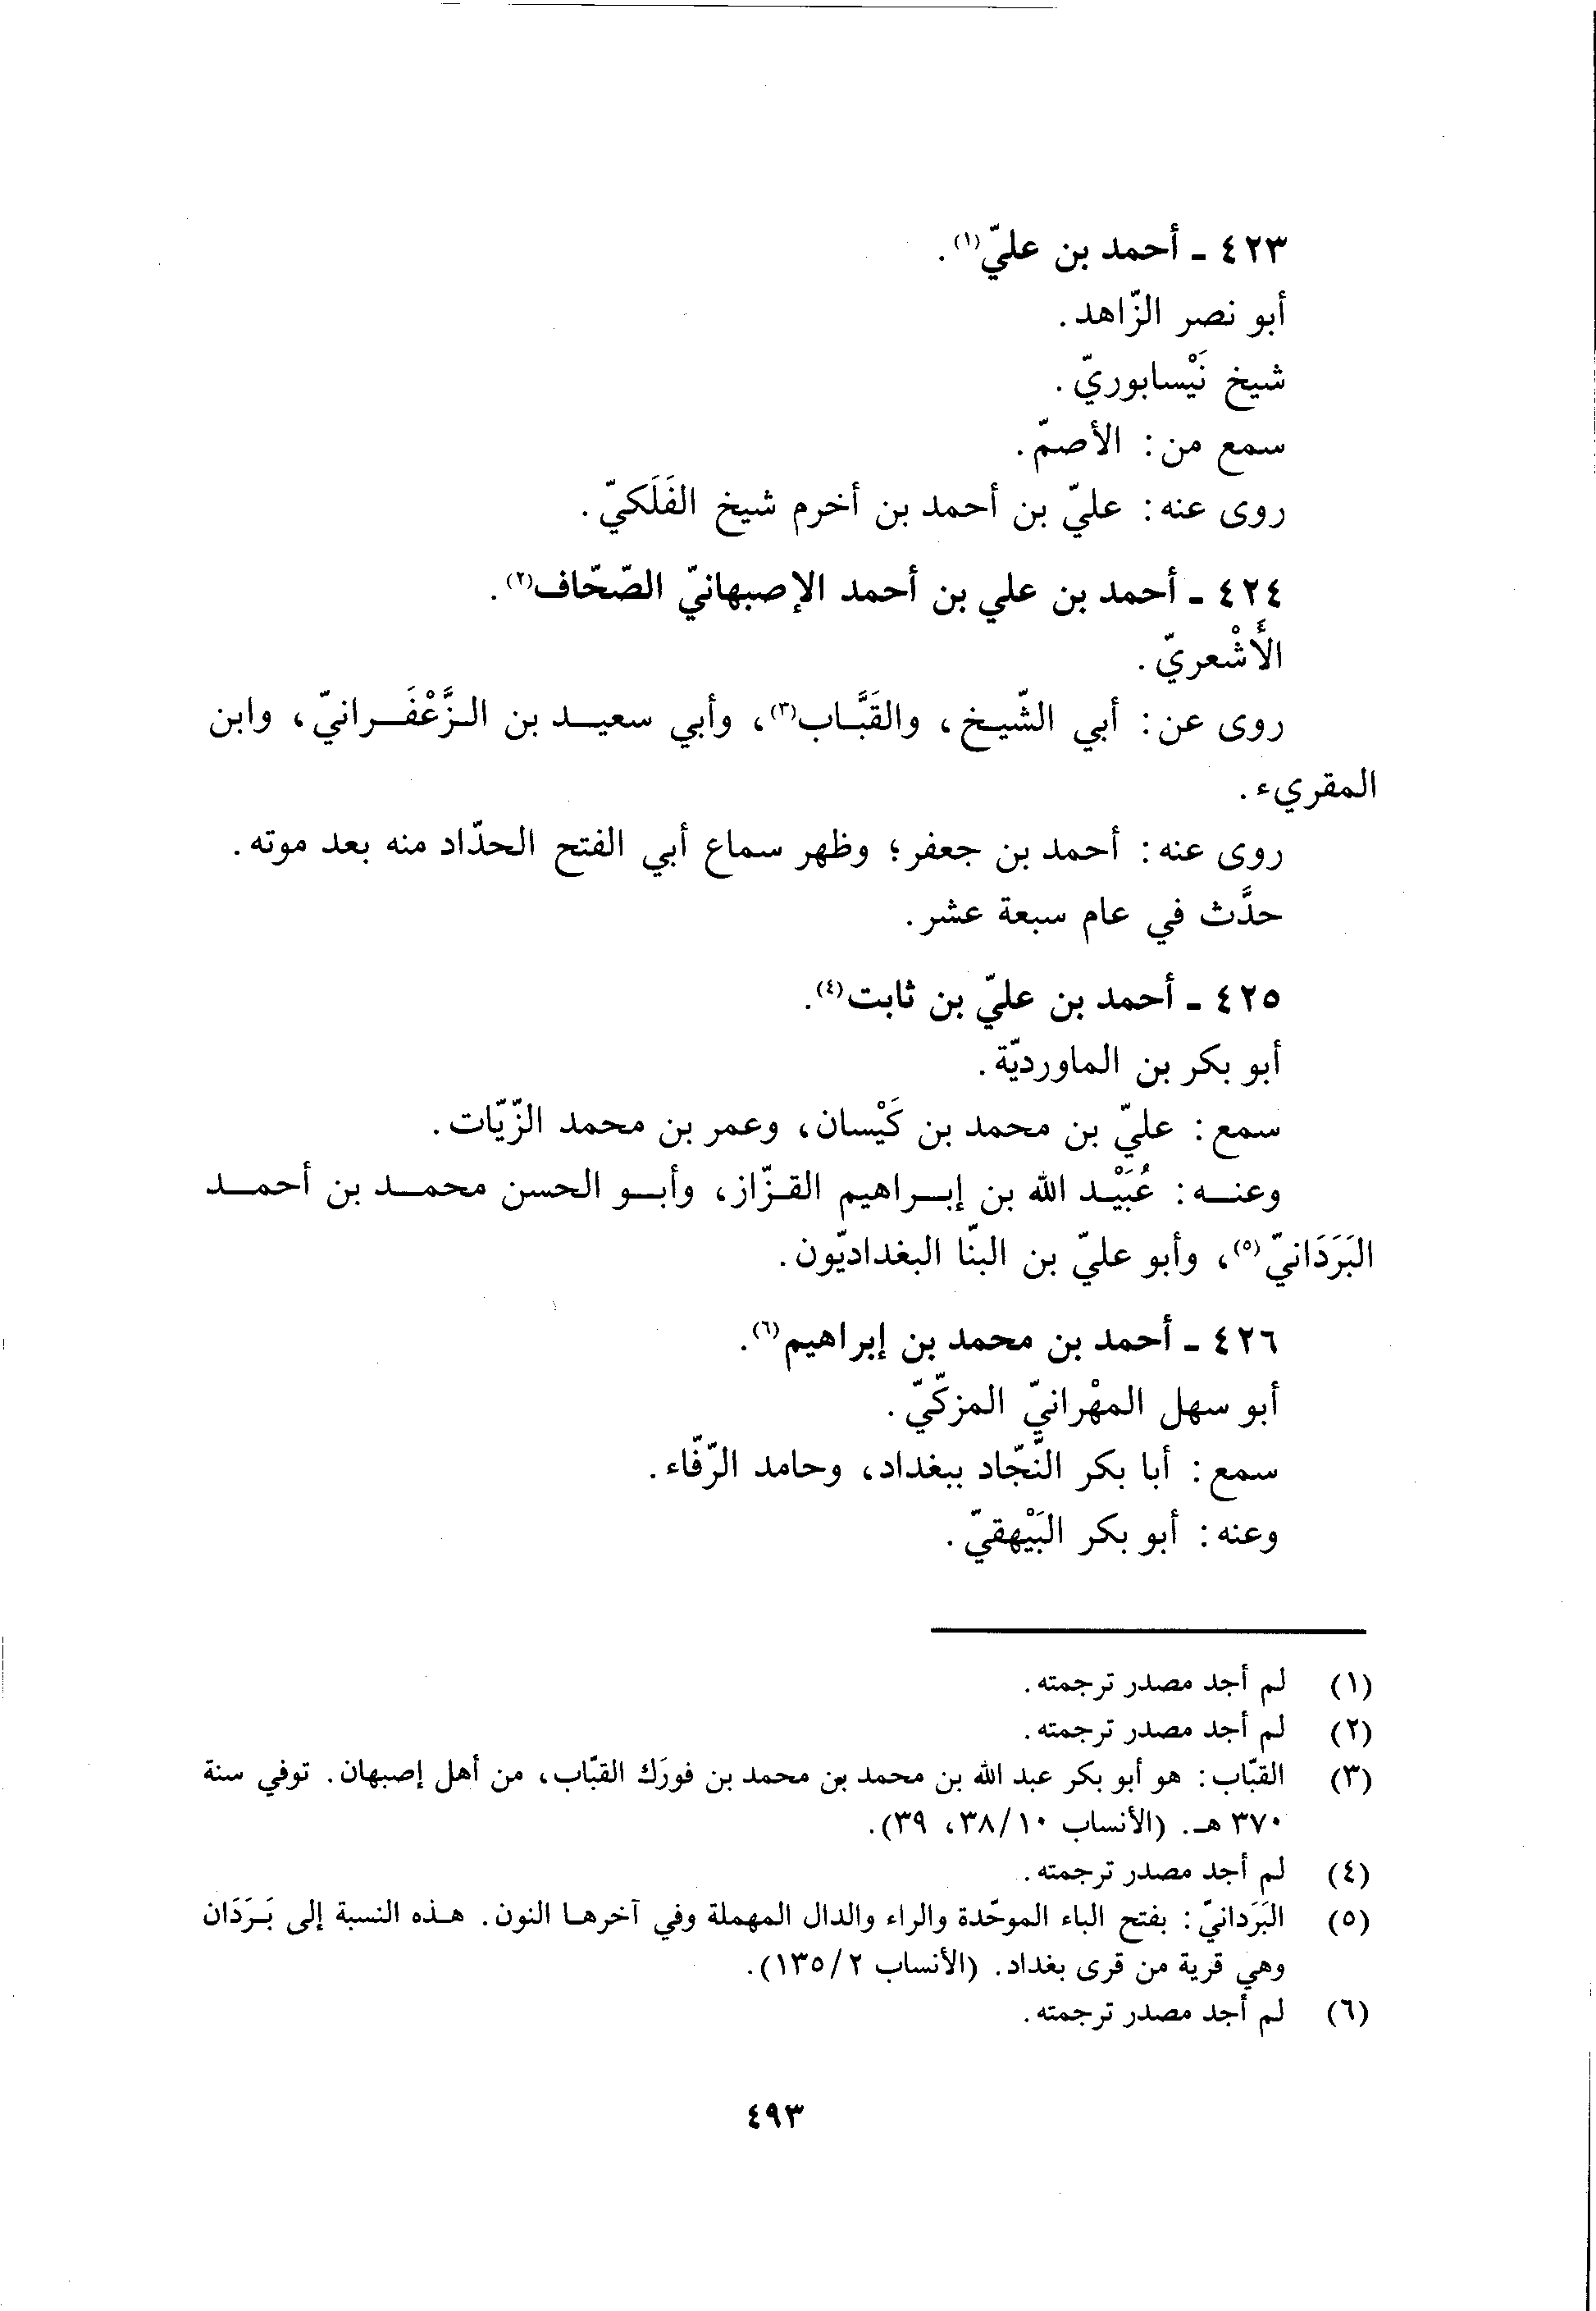 ٤٢٣ ـ أحمد بن عليّ(١).
أبو نصر الزّاهد.
شيخ نَيْسابوريّ.
سمع من: الأصمّ.
روى عنه: عليّ بن أحمد بن أخرم شيخ الفَلَكيّ.
٤٢٤ ـ أحمد بن علي بن أحمد الإصبهانيّ الصّحّاف(٢).
الأَشْعريّ.
روى عن: أبي الشّيخ، والقَبَّاب(٣)، وأبي سعيد بن الزَّعْفَرانيّ، وابن
المقريء.
روى عنه: أحمد بن جعفر؛ وظهر سماع أبي الفتح الحدّاد منه بعد موته.
حدَّث في عام سبعة عشر.
٤٢٥ ـ أحمد بن عليّ بن ثابت(٤).
أبو بكر بن الماورديّة.
سمع: عليّ بن محمد بن كَيْسان، وعمر بن محمد الزّيّات.
وعنه: عُبَيْد الله بن إبراهيم القزّاز، وأبو الحسن محمد بن أحمد
البَرَدَانيّ(٥)، وأبو عليّ بن البنّا البغداديّون.
٤٢٦ ـ أحمد بن محمد بن إبراهيم(٦).
أبو سهل المهْرانيّ المزكّيّ.
سمع: أبا بكر النّجّاد ببغداد، وحامد الرّفّاء.
وعنه: أبو بكر البَيْهقيّ.
(١) لم أجد مصدر ترجمته.
(٢) لم أجد مصدر ترجمته.
(٣) القبّاب: هو أبو بكر عبد الله بن محمد بن محمد بن فورَك القبّاب، من أهل إصبهان. توفي سنة
٣٧٠ هـ. (الأنساب ٣٨/١٠، ٣٩).
(٤) لم أجد مصدر ترجمته.
(٥) البَرَدانيّ: بفتح الباء الموحّدة والراء والدال المهملة وفي آخرها النون. هذه النسبة إلى بَرَدَان
وهي قرية من قرى بغداد. (الأنساب ١٣٥/٢).
(٦) لم أجد مصدر ترجمته.
٤٩٣